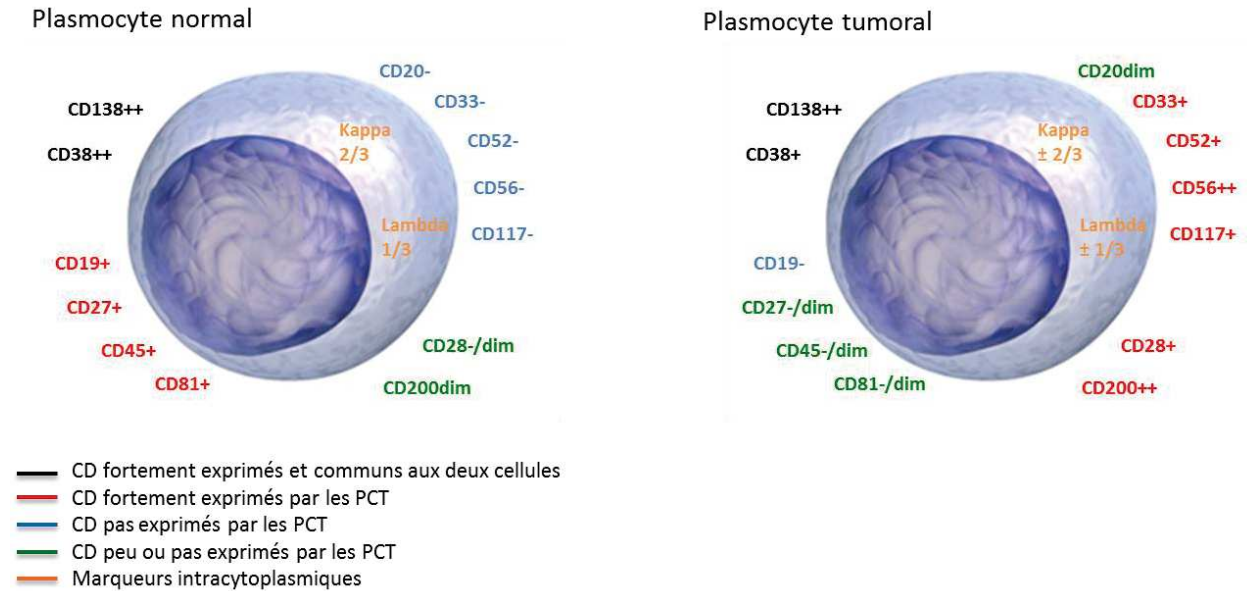 Plasmocyte normal
CD138++
CD38++
CD19+
CD27+
CD45+
CD81+
CD20-
CD33-
CD52-
CD56-
CD117-
CD28-/dim
CD200dim
Kappa
2/3
Lambda
1/3
Plasmocyte tumoral
CD138++
CD38+
CD19-
CD27-/dim
CD45-/dim
CD81-/dim
CD20dim
CD33+
CD52+
CD56++
CD117+
CD28+
CD200++
Kappa
± 2/3
Lambda
± 1/3
CD fortement exprimés et communs aux deux cellules
CD fortement exprimés par les PCT
CD pas exprimés par les PCT
CD peu ou pas exprimés par les PCT
Marqueurs intracytoplasmiques